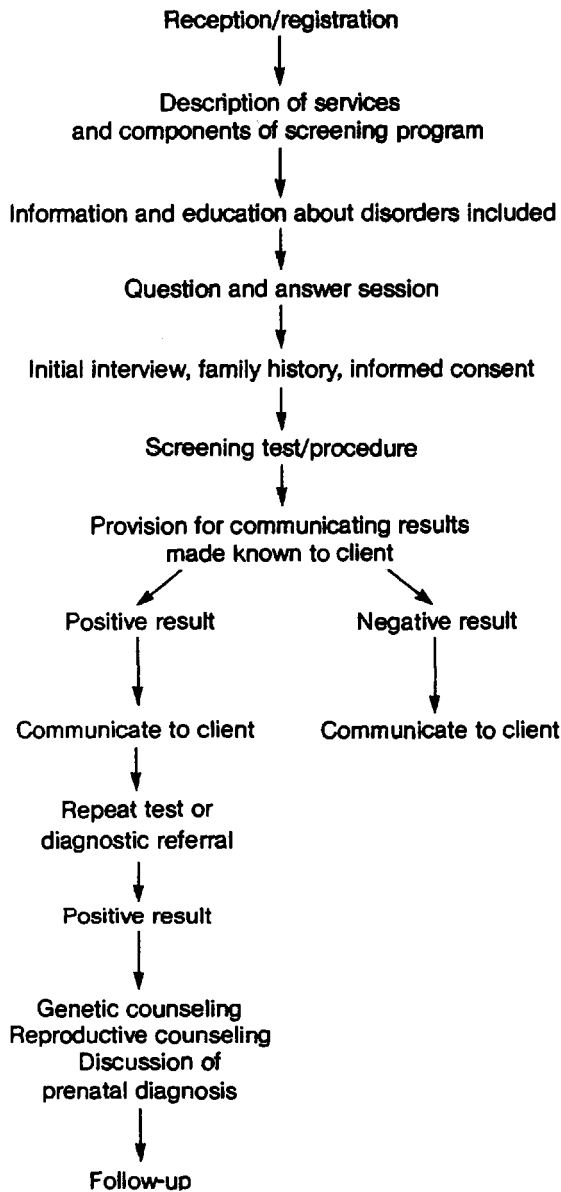 Reception/registration
Description of services
and components of screening program
Information and education about disorders included
Question and answer session
Initial interview, family history, informed consent
Screening test/procedure
Provision for communicating results
made known to client
Positive result
Negative result
Communicate to client
Communicate to client
Repeat test or
diagnostic referral
Positive result
Genetic counseling
Reproductive counseling
Discussion of
prenatal diagnosis
Follow-up